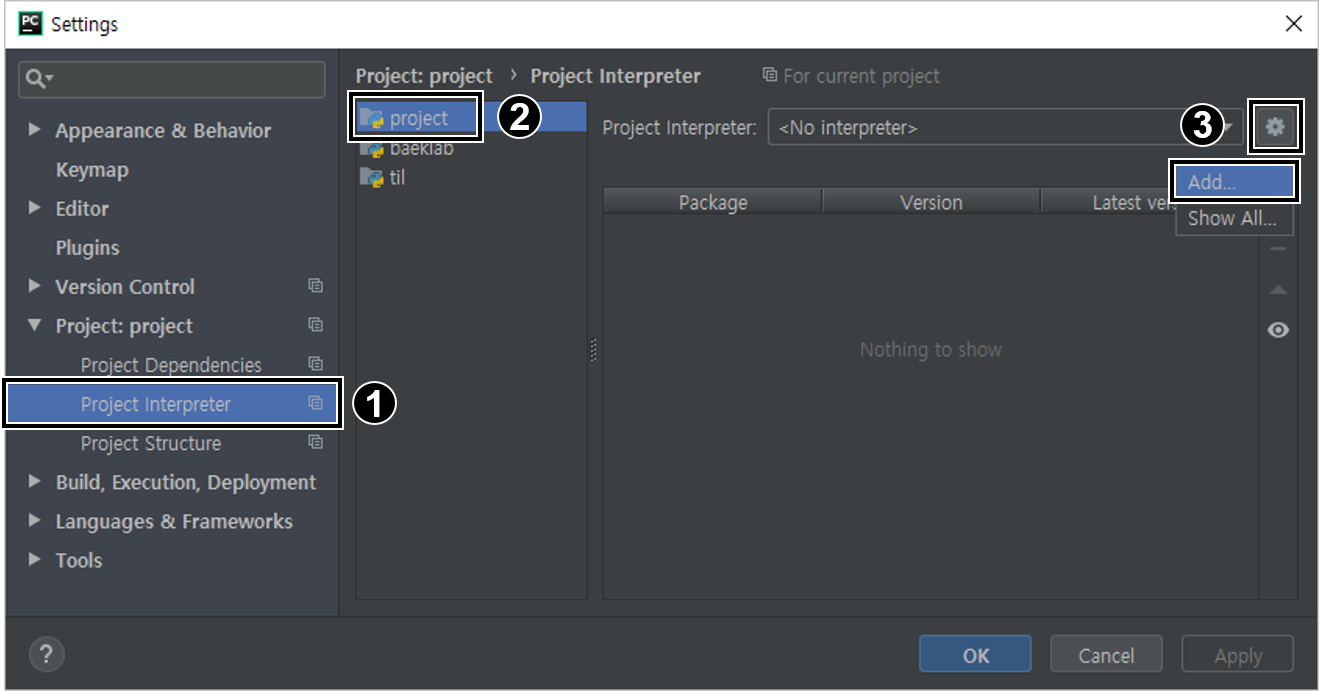 PC Settings
Project: project › Project Interpreter For current project
Appearance & Behavior
Keymap
Editor
Plugins
Version Control
Project: project
Project Dependencies
Project Interpreter 1
Project Structure
Build, Execution, Deployment
Languages & Frameworks
Tools
project 2
baeklab
til
Project Interpreter: <No interpreter> 3
Add...
Show All...
Package Version Latest vers
Nothing to show
? OK Cancel Apply